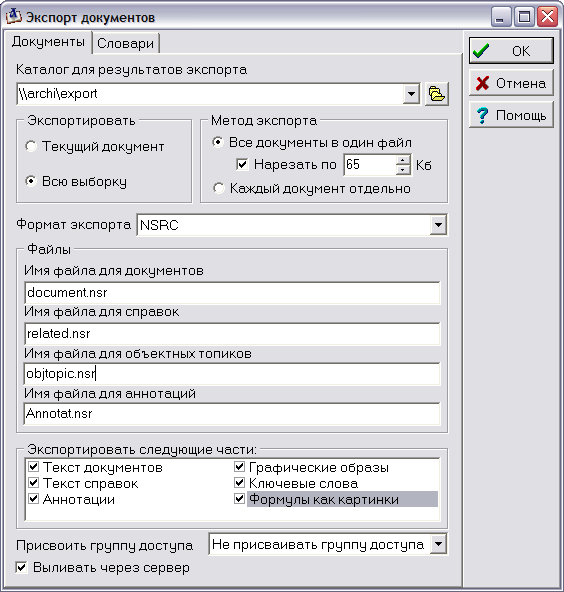 Экспорт документов
Документы Словари
OK
Отмена
Помощь
Каталог для результатов экспорта
\\archi\export
Экспортировать
Текущий документ
Всю выборку
Метод экспорта
Все документы в один файл
Нарезать по 65 Кб
Каждый документ отдельно
Формат экспорта NSRC
Файлы
Имя файла для документов
document.nsr
Имя файла для справок
related.nsr
Имя файла для объектных топиков
objtopic.nsr
Имя файла для аннотаций
Annotat.nsr
Экспортировать следующие части:
Текст документов Графические образы
Текст справок Ключевые слова
Аннотации Формулы как картинки
Присвоить группу доступа Не присваивать группу доступа
Выливать через сервер